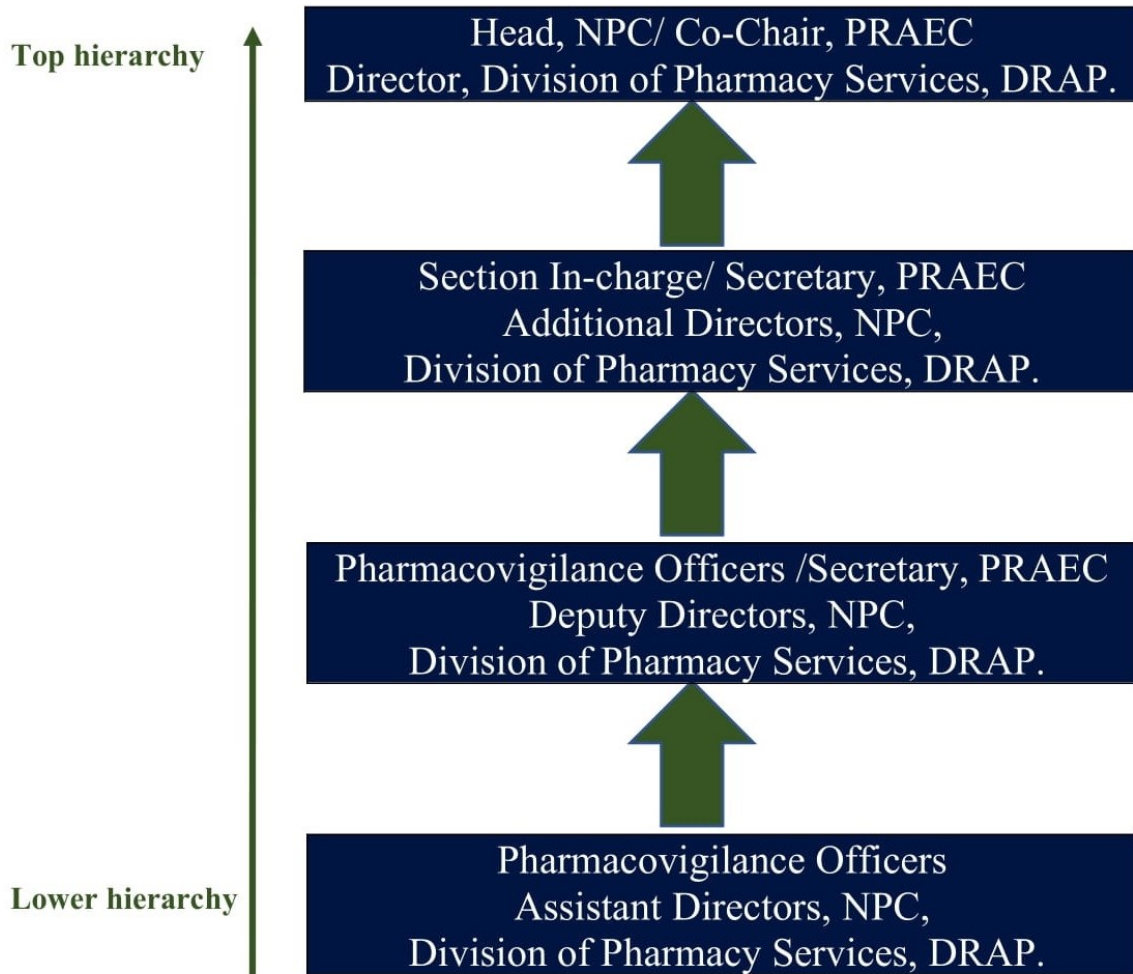 Top hierarchy
Head, NPC/ Co-Chair, PRAEC
Director, Division of Pharmacy Services, DRAP.
Section In-charge/ Secretary, PRAEC
Additional Directors, NPC,
Division of Pharmacy Services, DRAP.
Pharmacovigilance Officers /Secretary, PRAEC
Deputy Directors, NPC,
Division of Pharmacy Services, DRAP.
Lower hierarchy
Pharmacovigilance Officers
Assistant Directors, NPC,
Division of Pharmacy Services, DRAP.